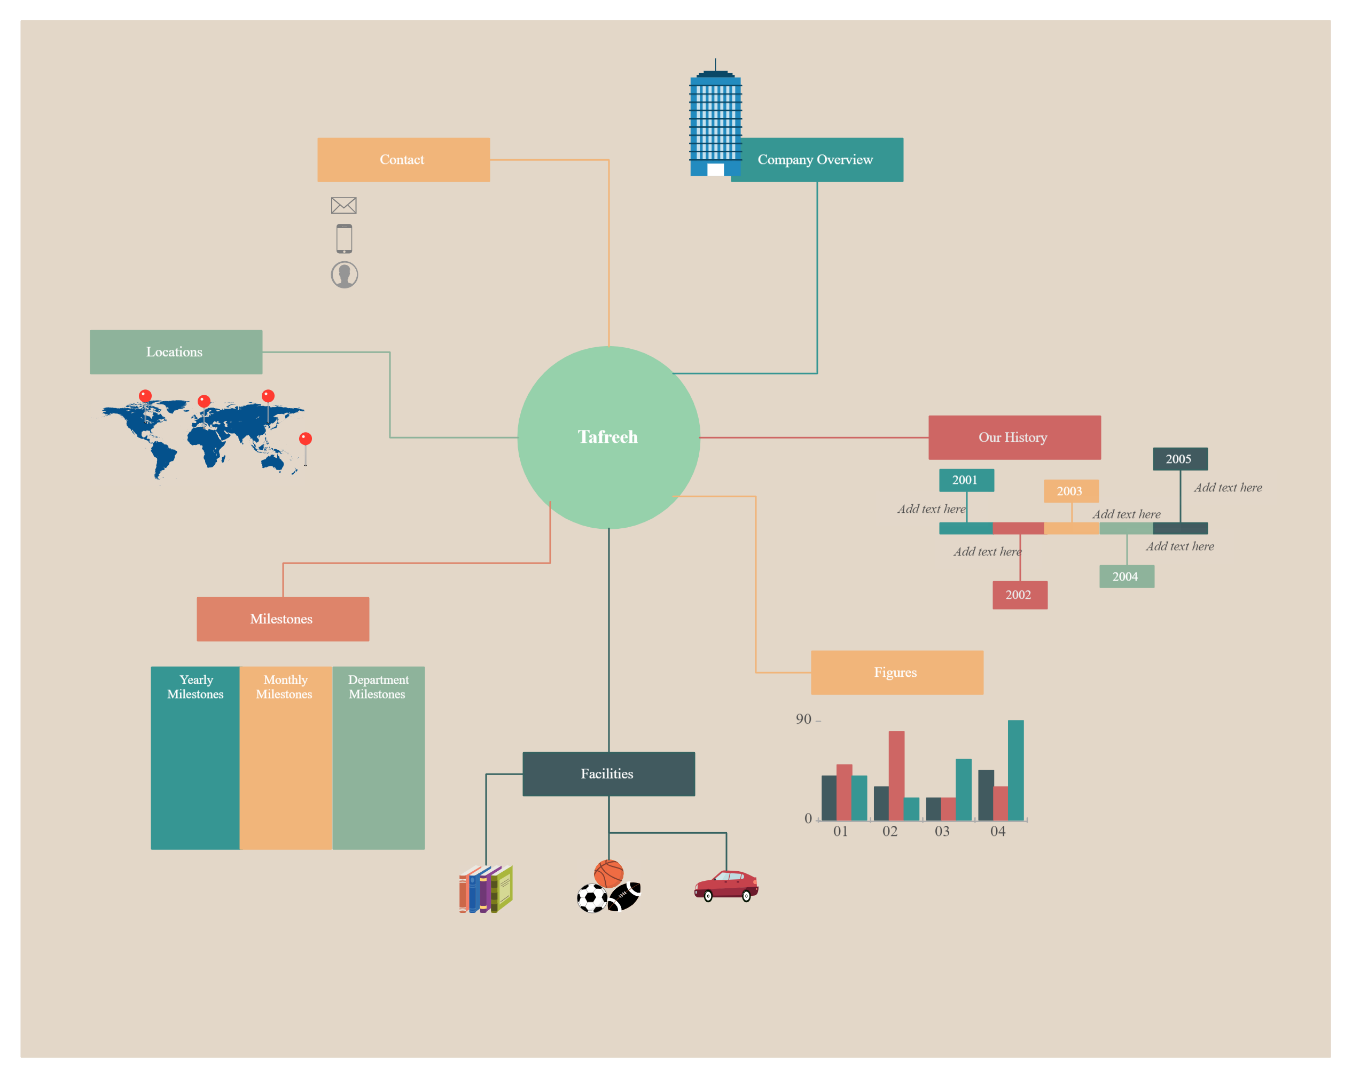 Contact
Company Overview
Locations
Tafreeh
Our History
2001
2002
2003
2004
2005
Add text here
Add text here
Add text here
Add text here
Add text here
Milestones
Yearly
Milestones
Monthly
Milestones
Department
Milestones
Figures
90
0
01
02
03
04
Facilities